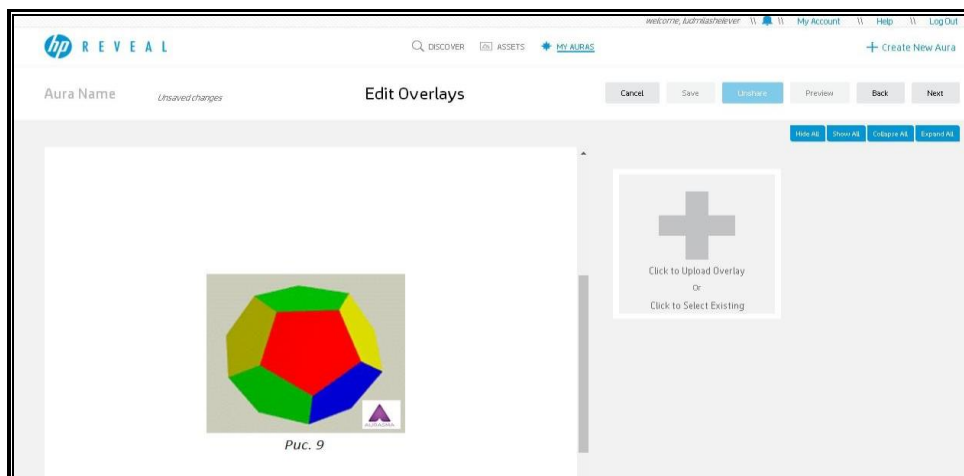 welcome, ludmilashelever \\ \\ My Account \\ Help \\ Log Out
hp REVEAL DISCOVER ASSETS MY AURAS + Create New Aura
Aura Name Unsaved changes Edit Overlays Cancel Save Unshare Preview Back Next
Hide All Show All Collapse All Expand All
Click to Upload Overlay
Or
Click to Select Existing
AURASMA
Рис. 9